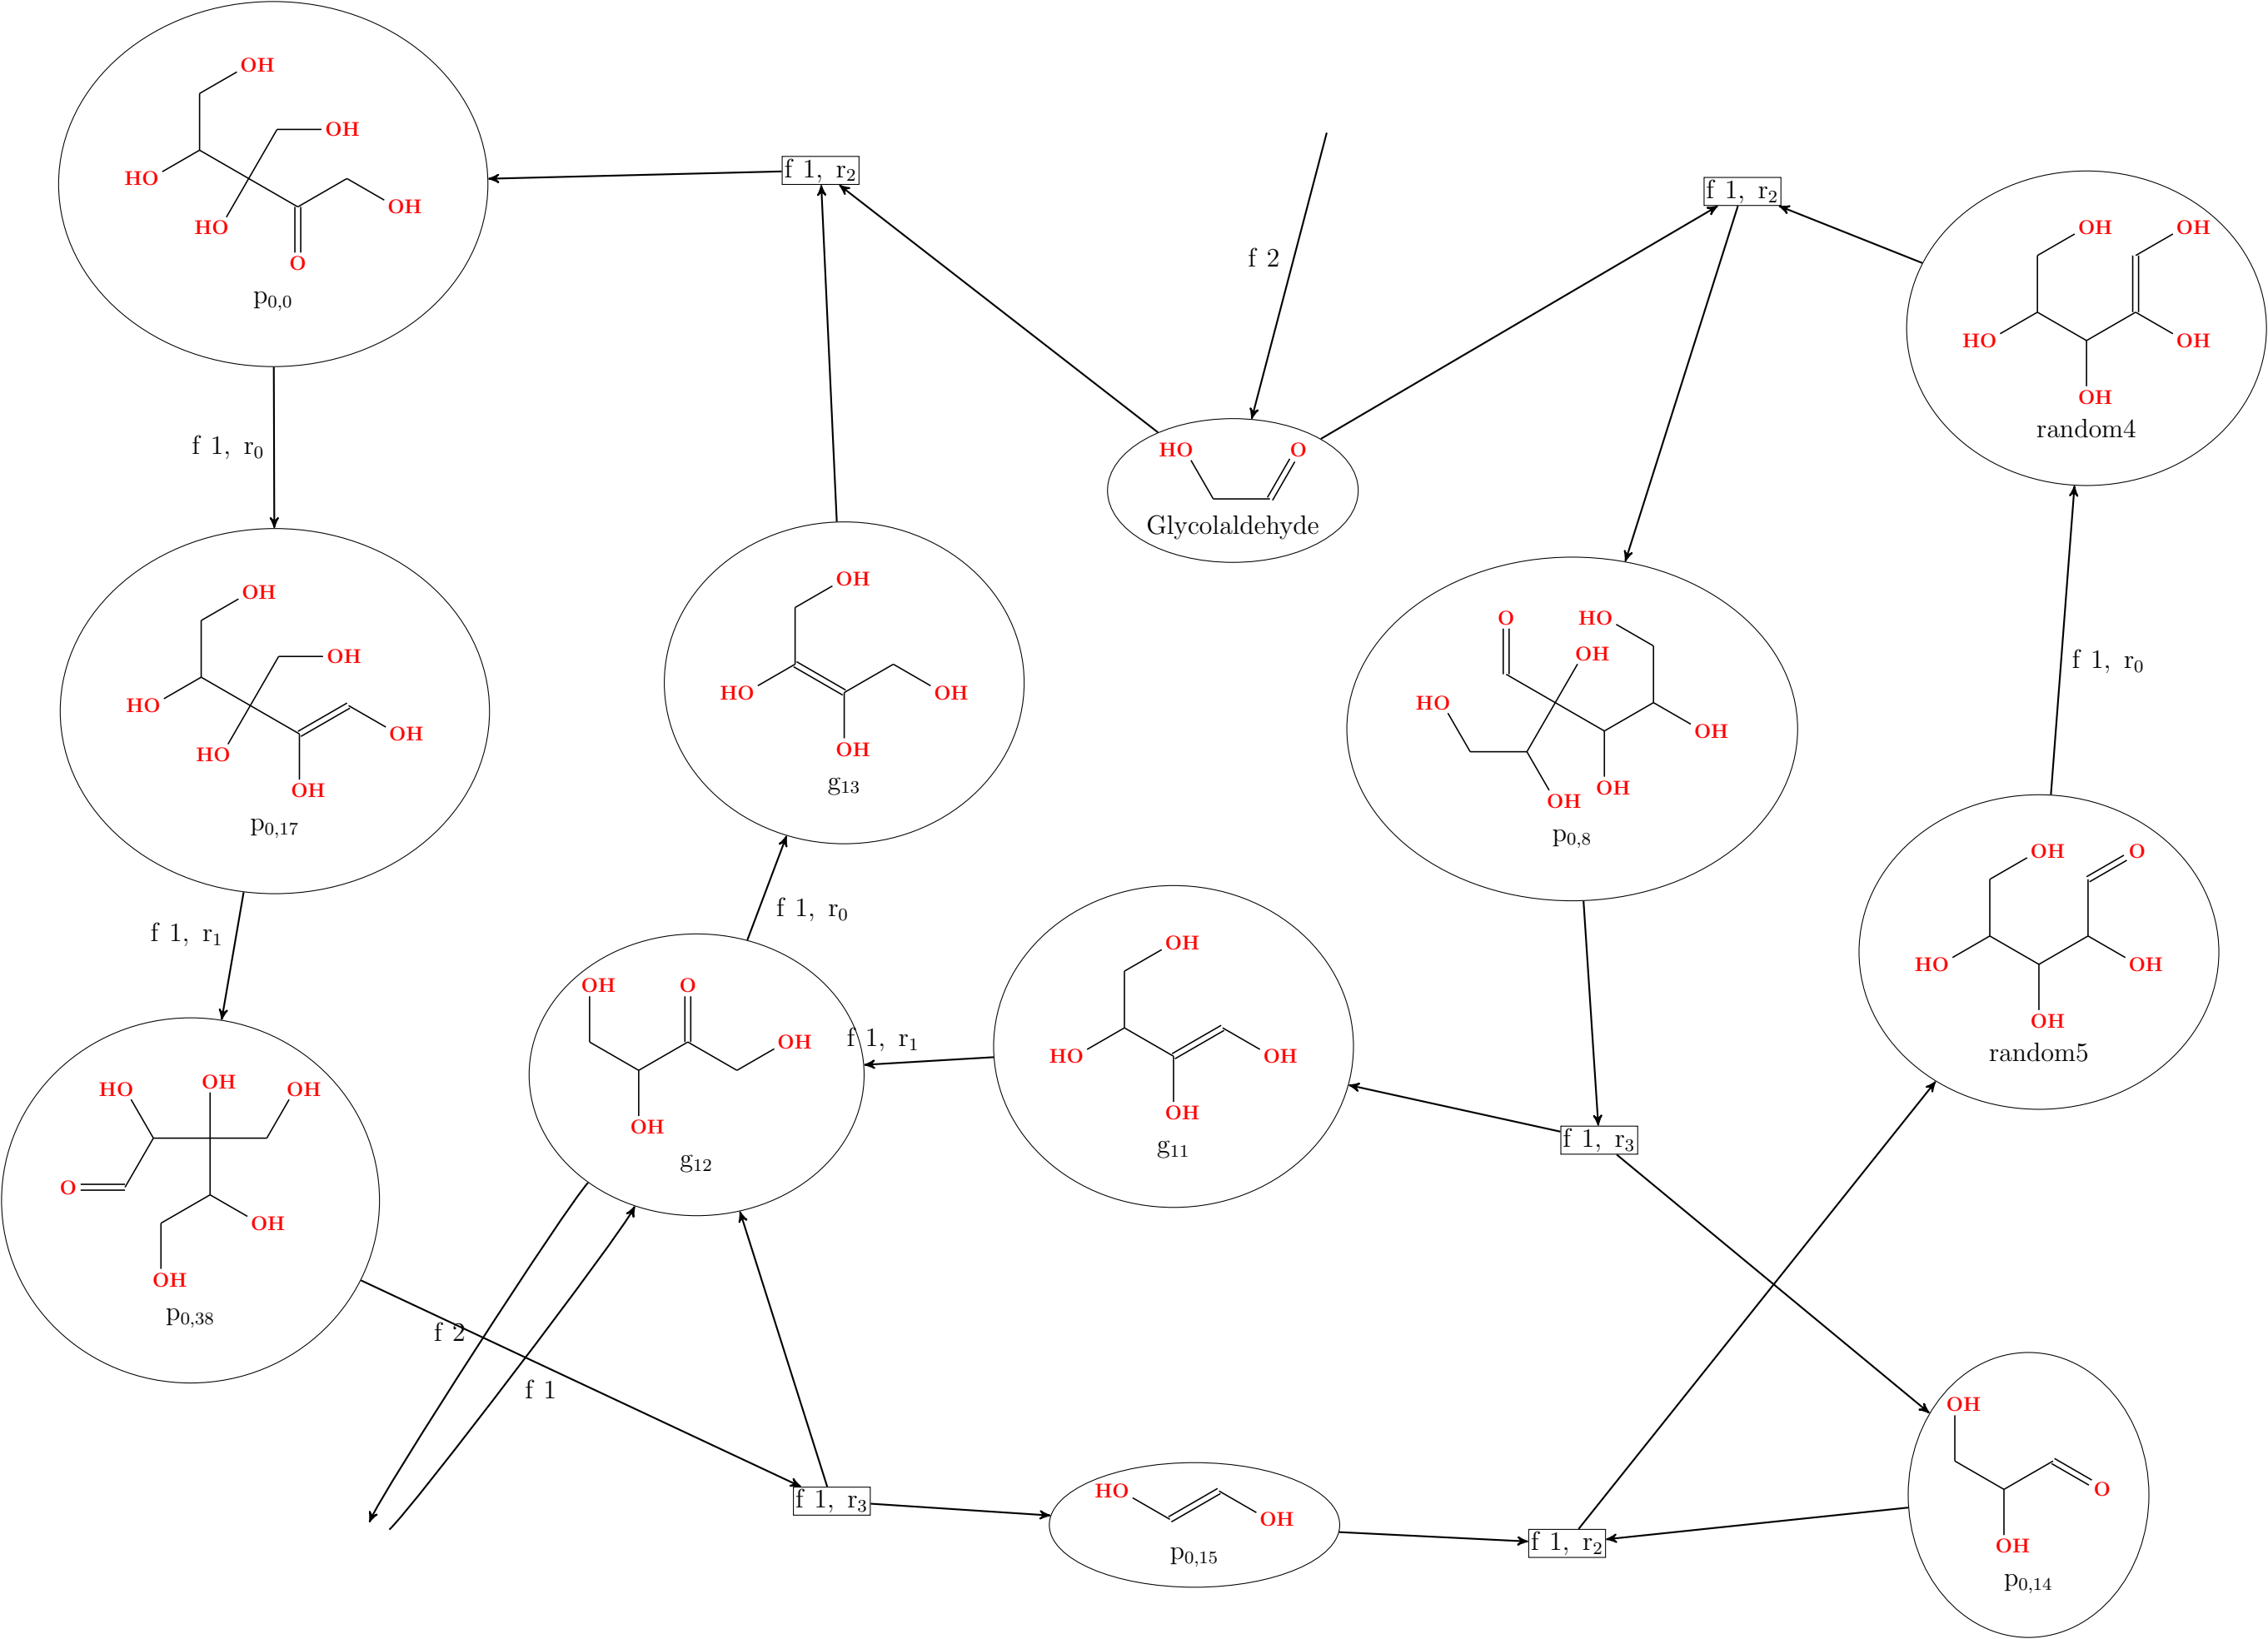 OH
OH
HO
OH
HO
O
p0,0
f 1, r2
f 2
f 1, r2
OH
OH
HO
OH
OH
random4
f 1, r0
HO
O
Glycolaldehyde
OH
OH
HO
OH
HO
OH
p0,17
OH
HO
OH
OH
g13
O
HO
OH
HO
OH
OH
OH
p0,8
f 1, r0
OH
O
HO
OH
OH
random5
f 1, r1
f 1, r0
OH
O
OH
OH
g12
f 1, r1
OH
HO
OH
OH
g11
f 1, r3
HO
OH
OH
O
OH
OH
p0,38
f 2
f 1
f 1, r3
HO
OH
p0,15
f 1, r2
OH
O
OH
p0,14